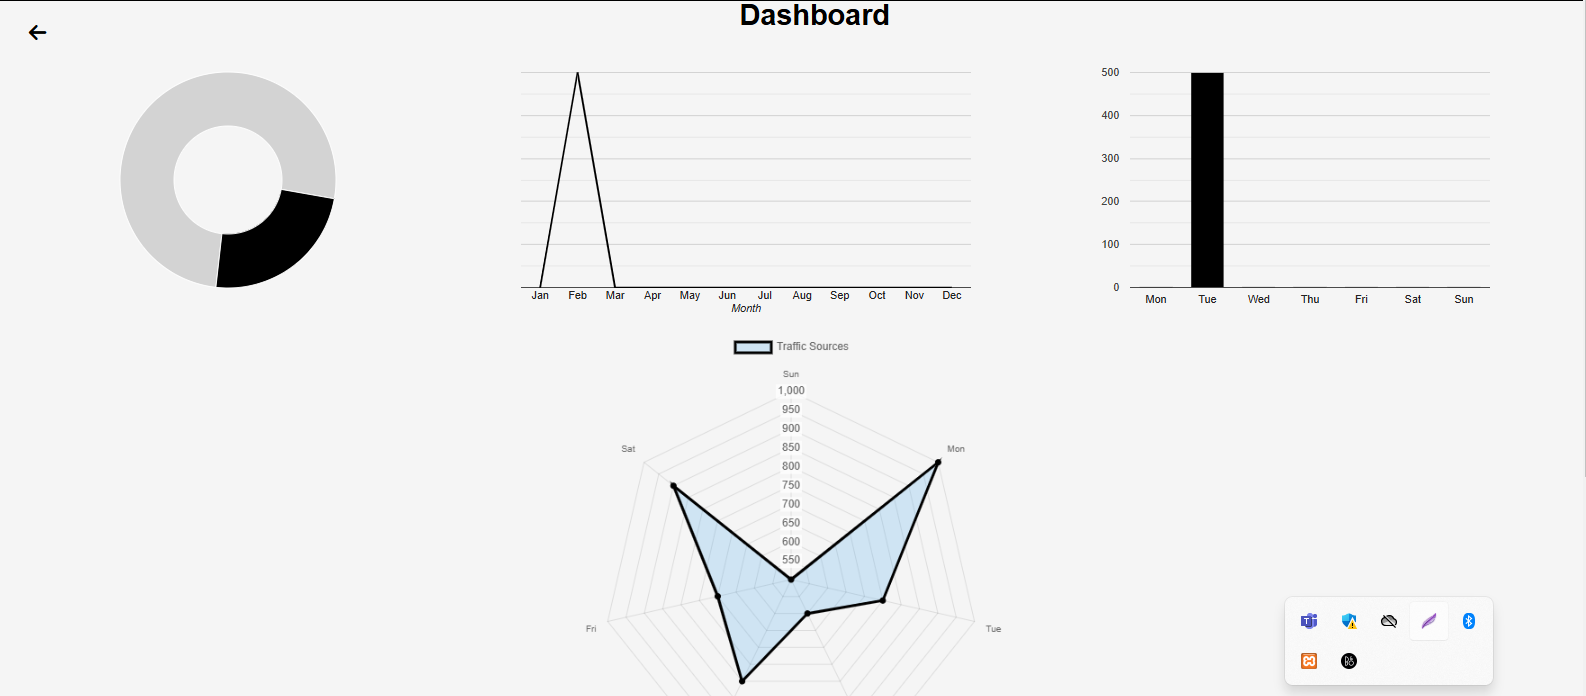 Dashboard
Jan Feb Mar Apr May Jun Jul Aug Sep Oct Nov Dec
Month
500
400
300
200
100
0
Mon Tue Wed Thu Fri Sat Sun
Traffic Sources
Sun
1,000
950
900
850
800
750
700
650
600
550
Sat
Mon
Fri
Tue